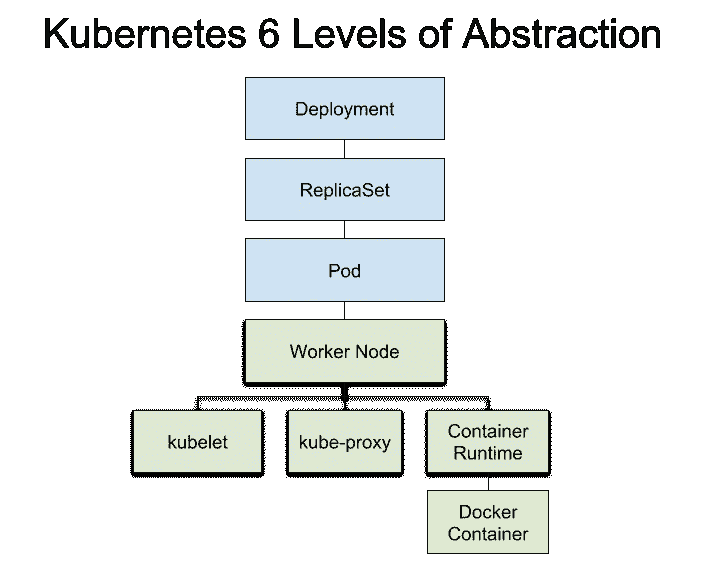 Kubernetes 6 Levels of Abstraction
Deployment
ReplicaSet
Pod
Worker Node
kubelet
kube-proxy
Container
Runtime
Docker
Container